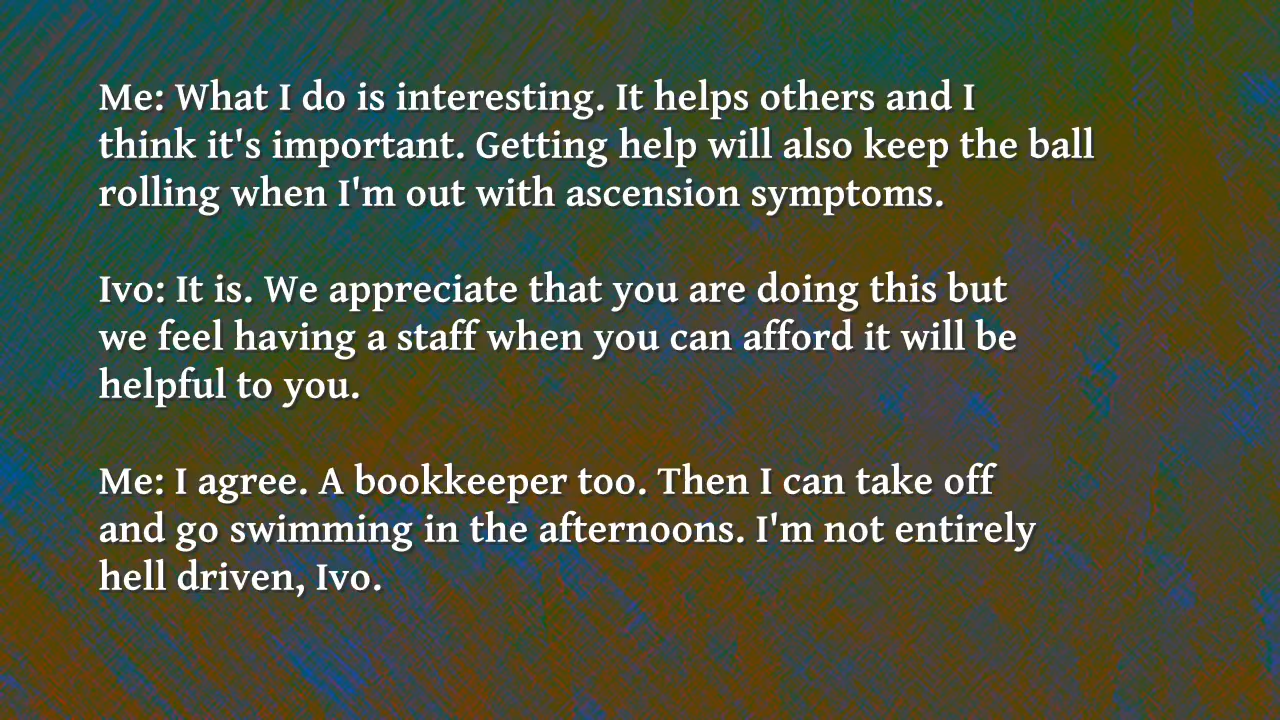 Me: What I do is interesting. It helps others and I
think it's important. Getting help will also keep the ball
rolling when I'm out with ascension symptoms.
Ivo: It is. We appreciate that you are doing this but
we feel having a staff when you can afford it will be
helpful to you.
Me: I agree. A bookkeeper too. Then I can take off
and go swimming in the afternoons. I'm not entirely
hell driven, Ivo.